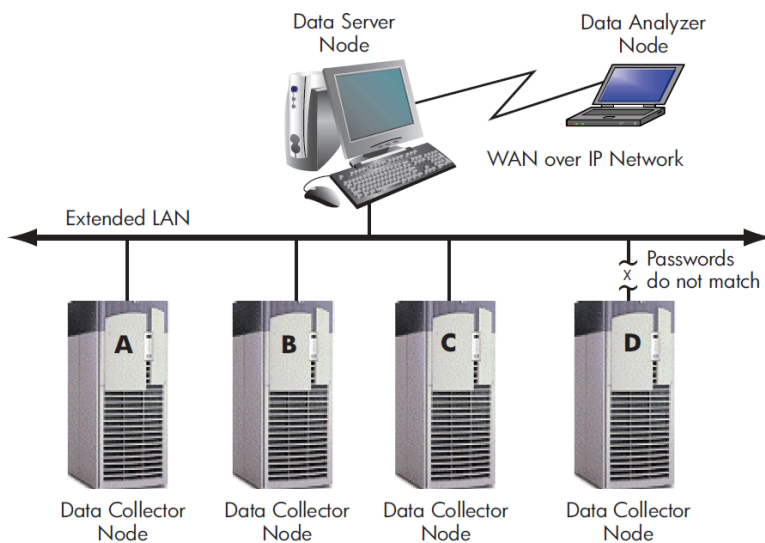 Data Server
Node
Data Analyzer
Node
WAN over IP Network
Extended LAN
Passwords
x do not match
A
B
C
D
Data Collector
Node
Data Collector
Node
Data Collector
Node
Data Collector
Node